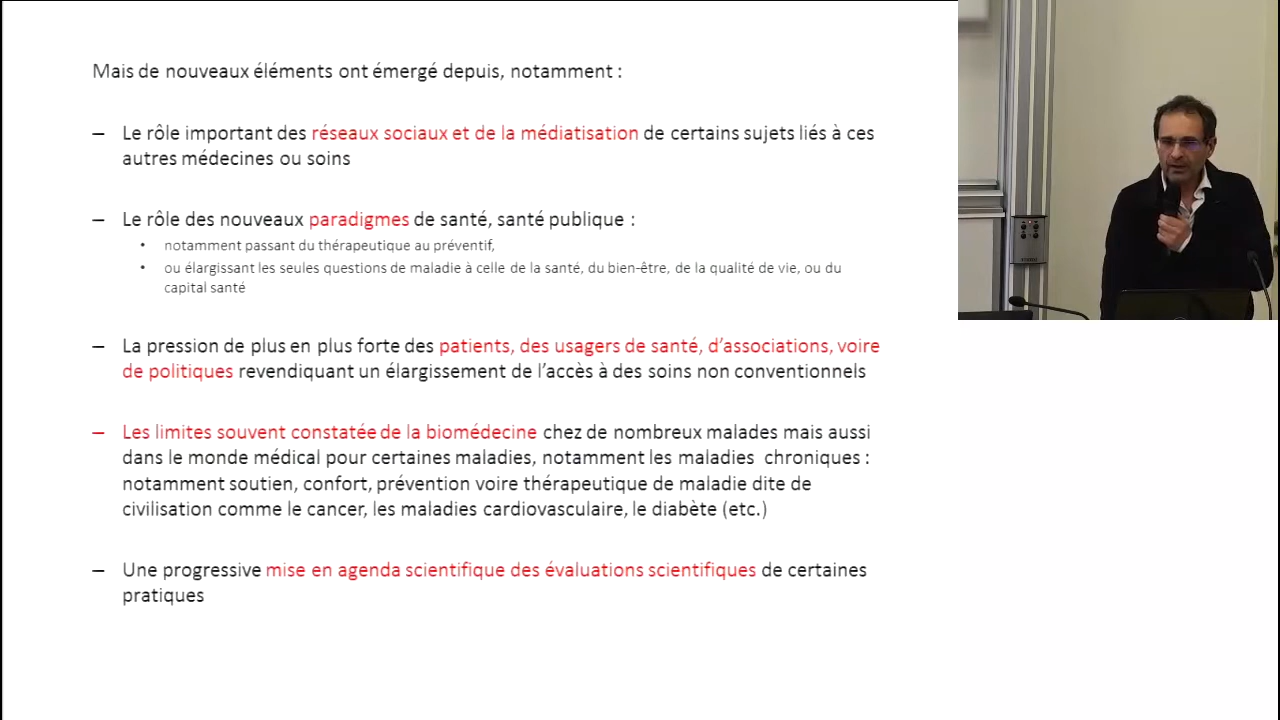 Mais de nouveaux éléments ont émergé depuis, notamment :
– Le rôle important des réseaux sociaux et de la médiatisation de certains sujets liés à ces
autres médecines ou soins
– Le rôle des nouveaux paradigmes de santé, santé publique :
• notamment passant du thérapeutique au préventif,
• ou élargissant les seules questions de maladie à celle de la santé, du bien-être, de la qualité de vie, ou du
capital santé
– La pression de plus en plus forte des patients, des usagers de santé, d’associations, voire
de politiques revendiquant un élargissement de l’accès à des soins non conventionnels
– Les limites souvent constatée de la biomédecine chez de nombreux malades mais aussi
dans le monde médical pour certaines maladies, notamment les maladies chroniques :
notamment soutien, confort, prévention voire thérapeutique de maladie dite de
civilisation comme le cancer, les maladies cardiovasculaire, le diabète (etc.)
– Une progressive mise en agenda scientifique des évaluations scientifiques de certaines
pratiques